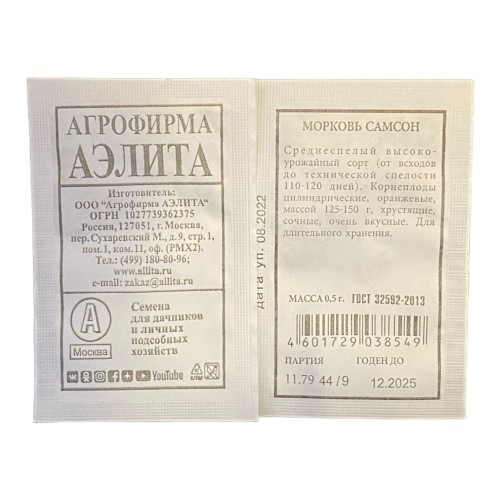 АГРОФИРМА
АЭЛИТА
Изготовитель:
ООО "Агрофирма АЭЛИТА"
ОГРН 1027739362375
Россия,127051, г.Москва,
пер.Сухаревский М., д.9, стр.1,
пом.1, ком.11, оф. (РМХ2).
Тел.: (499) 180-80-96;
www.ailita.ru
e-mail: zakaz@ailita.ru
А
Москва
Семена
для дачников
и личных
подсобных
хозяйств
YouTube
дата уп. 08.2022
МОРКОВЬ САМСОН
Среднеспелый высоко-
урожайный сорт (от всходов
до технической спелости
110-120 дней). Корнеплоды
цилиндрические, оранжевые,
массой 125-150 г, хрустящие,
сочные, очень вкусные. Для
длительного хранения.
МАССА 0,5 г. ГОСТ 32592-2013
4 601729 038549
ПАРТИЯ ГОДЕН ДО
11.79 44/9 12.2025